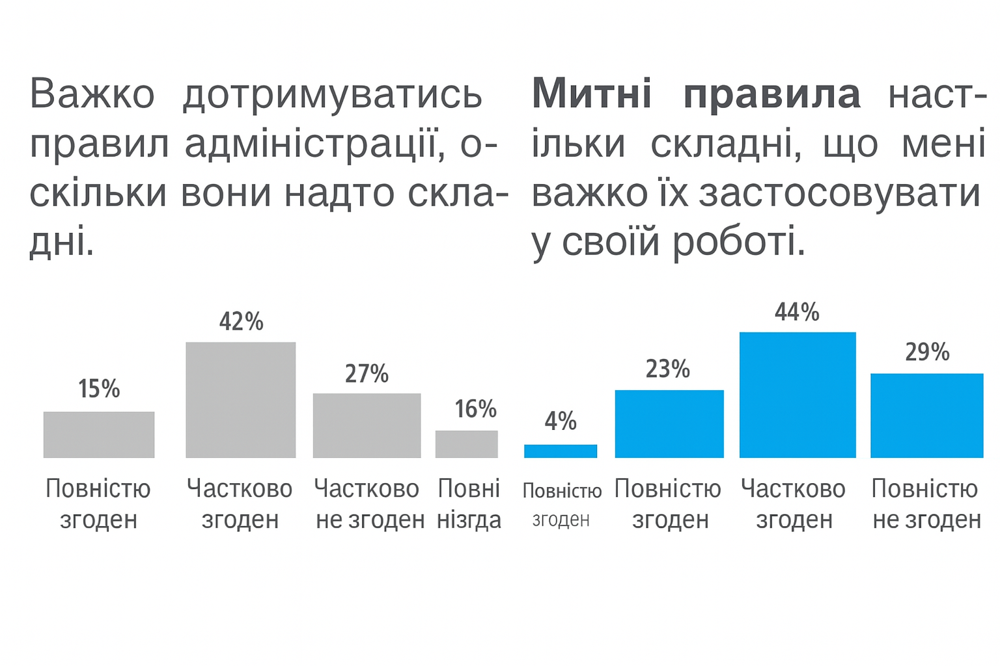 Важко дотримуватись
правил адміністрації, о-
скільки вони надто скла-
дні.
15%
42%
27%
16%
Повністю
згоден
Частково
згоден
Частково
не згоден
Повні
нізгда
Митні правила наст-
ільки складні, що мені
важко їх застосовувати
у своїй роботі.
4%
23%
44%
29%
Повністю
згоден
Повністю
згоден
Частково
згоден
Повністю
не згоден